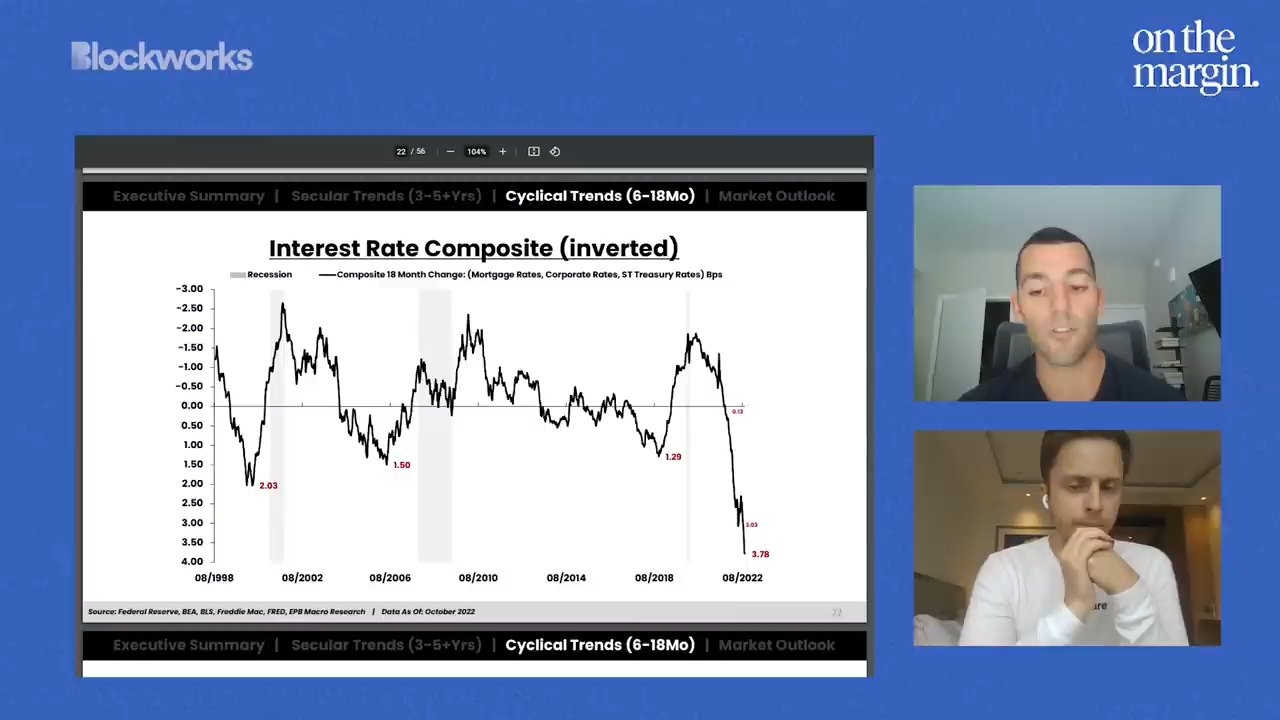 Blockworks
on the
margin.
22 / 56 — 104% +
Executive Summary | Secular Trends (3-5+Yrs) | Cyclical Trends (6-18Mo) | Market Outlook
Interest Rate Composite (inverted)
Recession Composite 18 Month Change: (Mortgage Rates, Corporate Rates, ST Treasury Rates) Bps
-3.00
-2.50
-2.00
-1.50
-1.00
-0.50
0.00
0.13
0.50
1.00
1.29
1.50
1.50
2.00
2.03
2.50
3.00
3.03
3.50
3.78
4.00
08/1998 08/2002 08/2006 08/2010 08/2014 08/2018 08/2022
Source: Federal Reserve, BEA, BLS, Freddie Mac, FRED, EPB Macro Research | Data As Of: October 2022
22
Executive Summary | Secular Trends (3-5+Yrs) | Cyclical Trends (6-18Mo) | Market Outlook